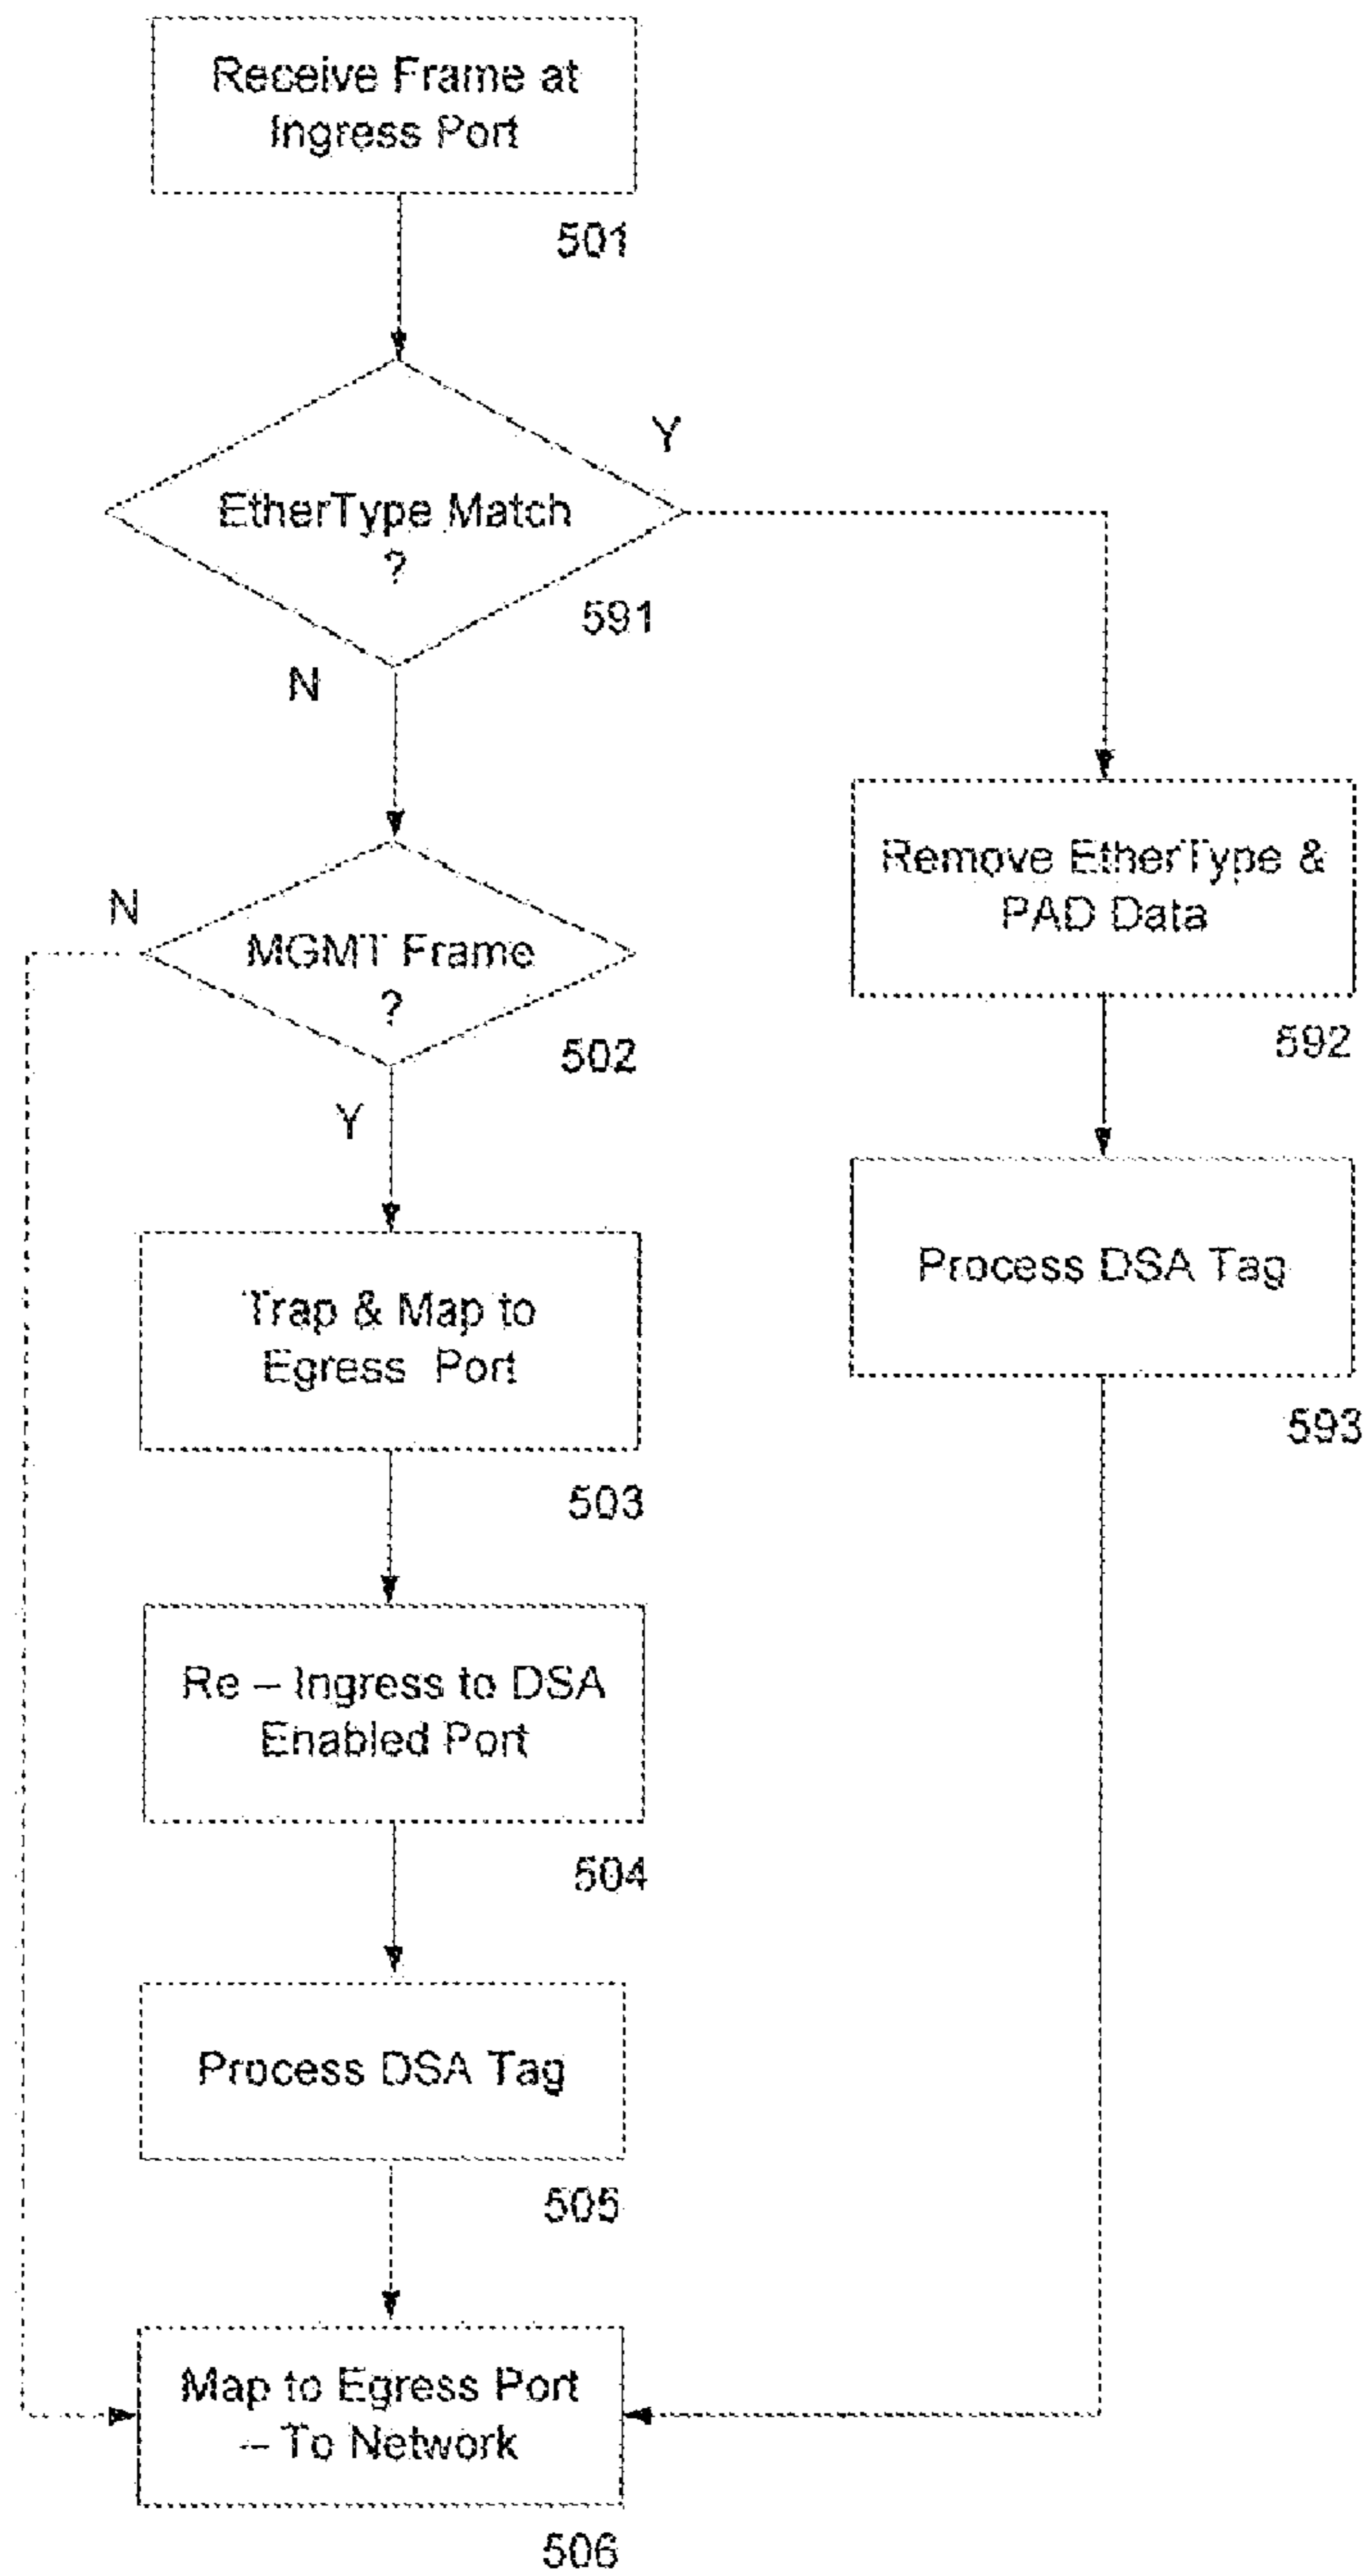 Receive Frame at
Ingress Port
501
EtherType Match
?
591
Y
N
MGMT Frame
?
502
N
Y
Remove EtherType &
PAD Data
592
Process DSA Tag
593
Trap & Map to
Egress Port
503
Re – Ingress to DSA
Enabled Port
504
Process DSA Tag
505
Map to Egress Port
– To Network
506